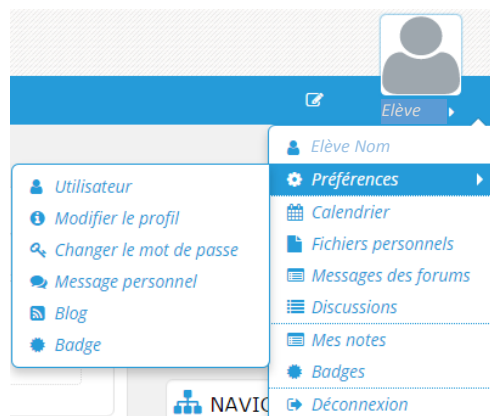 Elève
Elève Nom
Préférences
Calendrier
Fichiers personnels
Messages des forums
Discussions
Mes notes
Badges
Déconnexion
Utilisateur
Modifier le profil
Changer le mot de passe
Message personnel
Blog
Badge
NAVIG